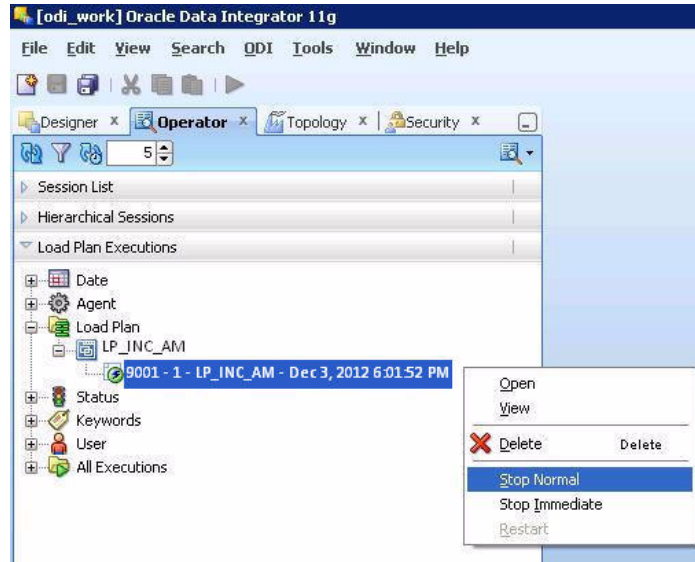 [odi_work] Oracle Data Integrator 11g
File Edit View Search ODI Tools Window Help
Designer x Operator x Topology x Security x
5
Session List
Hierarchical Sessions
Load Plan Executions
Date
Agent
Load Plan
LP_INC_AM
9001 - 1 - LP_INC_AM - Dec 3, 2012 6:01:52 PM
Status
Keywords
User
All Executions
Open
View
Delete Delete
Stop Normal
Stop Immediate
Restart